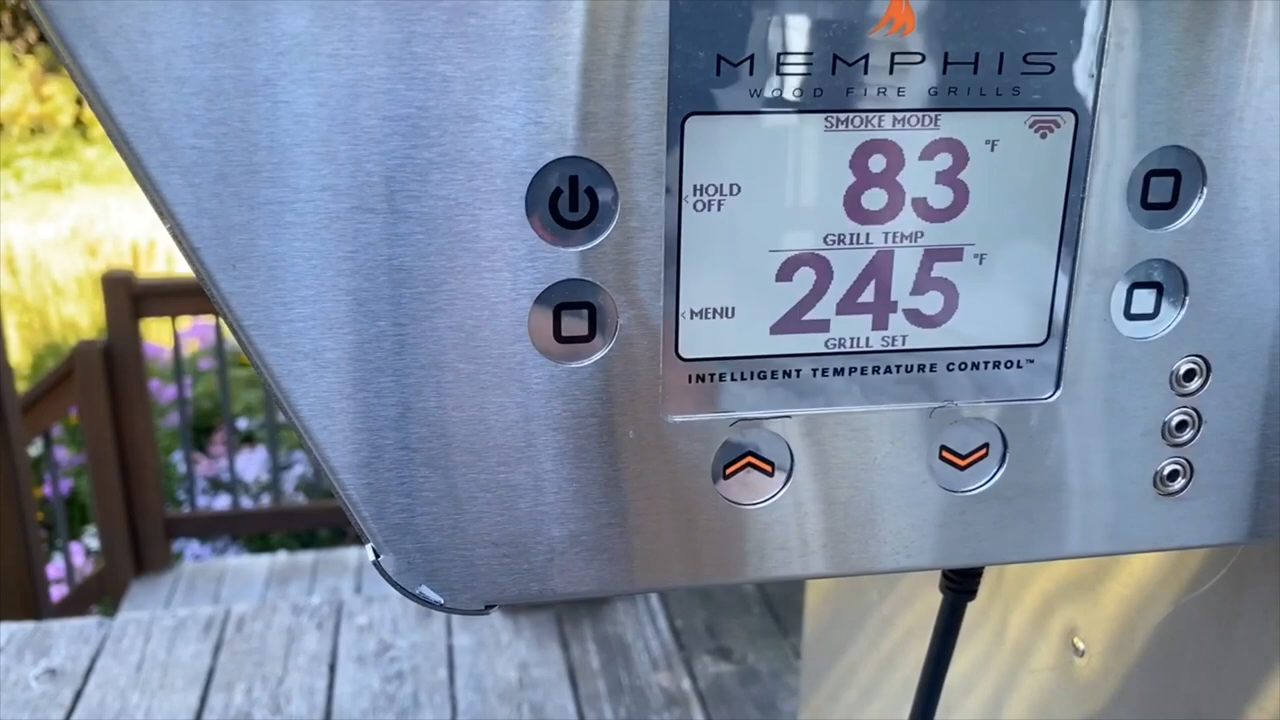 MEMPHIS
WOOD FIRE GRILLS
SMOKE MODE
83 °F
‹ HOLD
OFF
GRILL TEMP
245 °F
‹ MENU
GRILL SET
INTELLIGENT TEMPERATURE CONTROL™